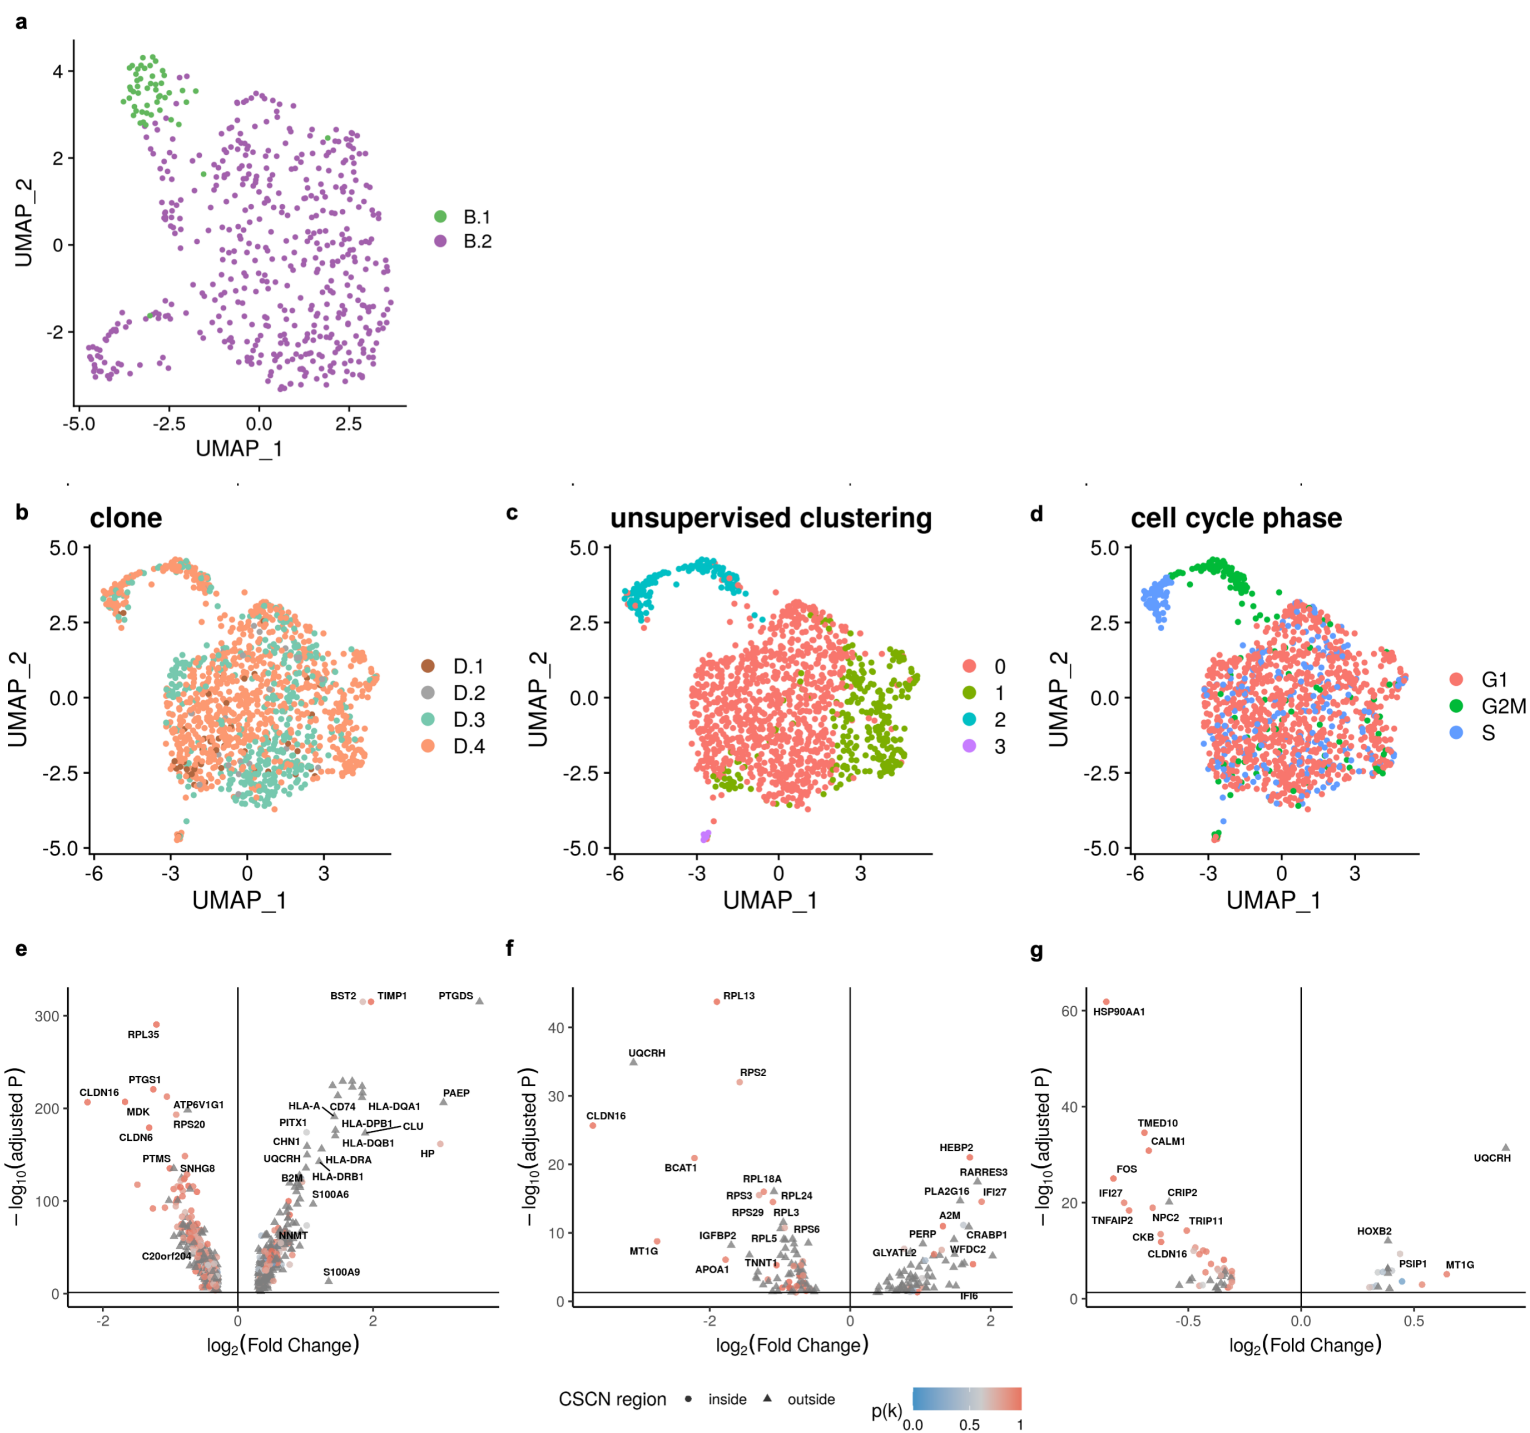 a
4
2
0
-2
UMAP_2
-5.0
-2.5
0.0
2.5
UMAP_1
B.1
B.2
b
clone
5.0
2.5
0.0
-2.5
-5.0
UMAP_2
-6
-3
0
3
UMAP_1
D.1
D.2
D.3
D.4
c
unsupervised clustering
5.0
2.5
0.0
-2.5
-5.0
UMAP_2
-6
-3
0
3
UMAP_1
0
1
2
3
d
cell cycle phase
5.0
2.5
0.0
-2.5
-5.0
UMAP_2
-6
-3
0
3
UMAP_1
G1
G2M
S
e
300
200
100
0
−log10(adjusted P)
BST2
TIMP1
PTGDS
RPL35
PTGS1
CLDN16
MDK
ATP6V1G1
RPS20
CLDN6
PTMS
SNHG8
C20orf204
PAEP
HLA-A
CD74
HLA-DQA1
PITX1
HLA-DPB1
CLU
CHN1
HLA-DQB1
HP
UQCRH
HLA-DRA
B2M
HLA-DRB1
S100A6
NNMT
S100A9
-2
0
2
log2(Fold Change)
f
40
30
20
10
0
−log10(adjusted P)
RPL13
UQCRH
RPS2
CLDN16
BCAT1
RPL18A
RPS3
RPL24
RPS29
RPL3
IGFBP2
RPL5
RPS6
MT1G
APOA1
TNNT1
HEBP2
RARRES3
PLA2G16
IFI27
A2M
PERP
CRABP1
GLYATL2
WFDC2
IFI6
-2
0
2
log2(Fold Change)
g
60
40
20
0
−log10(adjusted P)
HSP90AA1
TMED10
CALM1
FOS
IFI27
CRIP2
TNFAIP2
NPC2
TRIP11
CKB
CLDN16
UQCRH
HOXB2
PSIP1
MT1G
-0.5
0.0
0.5
log2(Fold Change)
CSCN region
inside
outside
p(k)
0.0
0.5
1